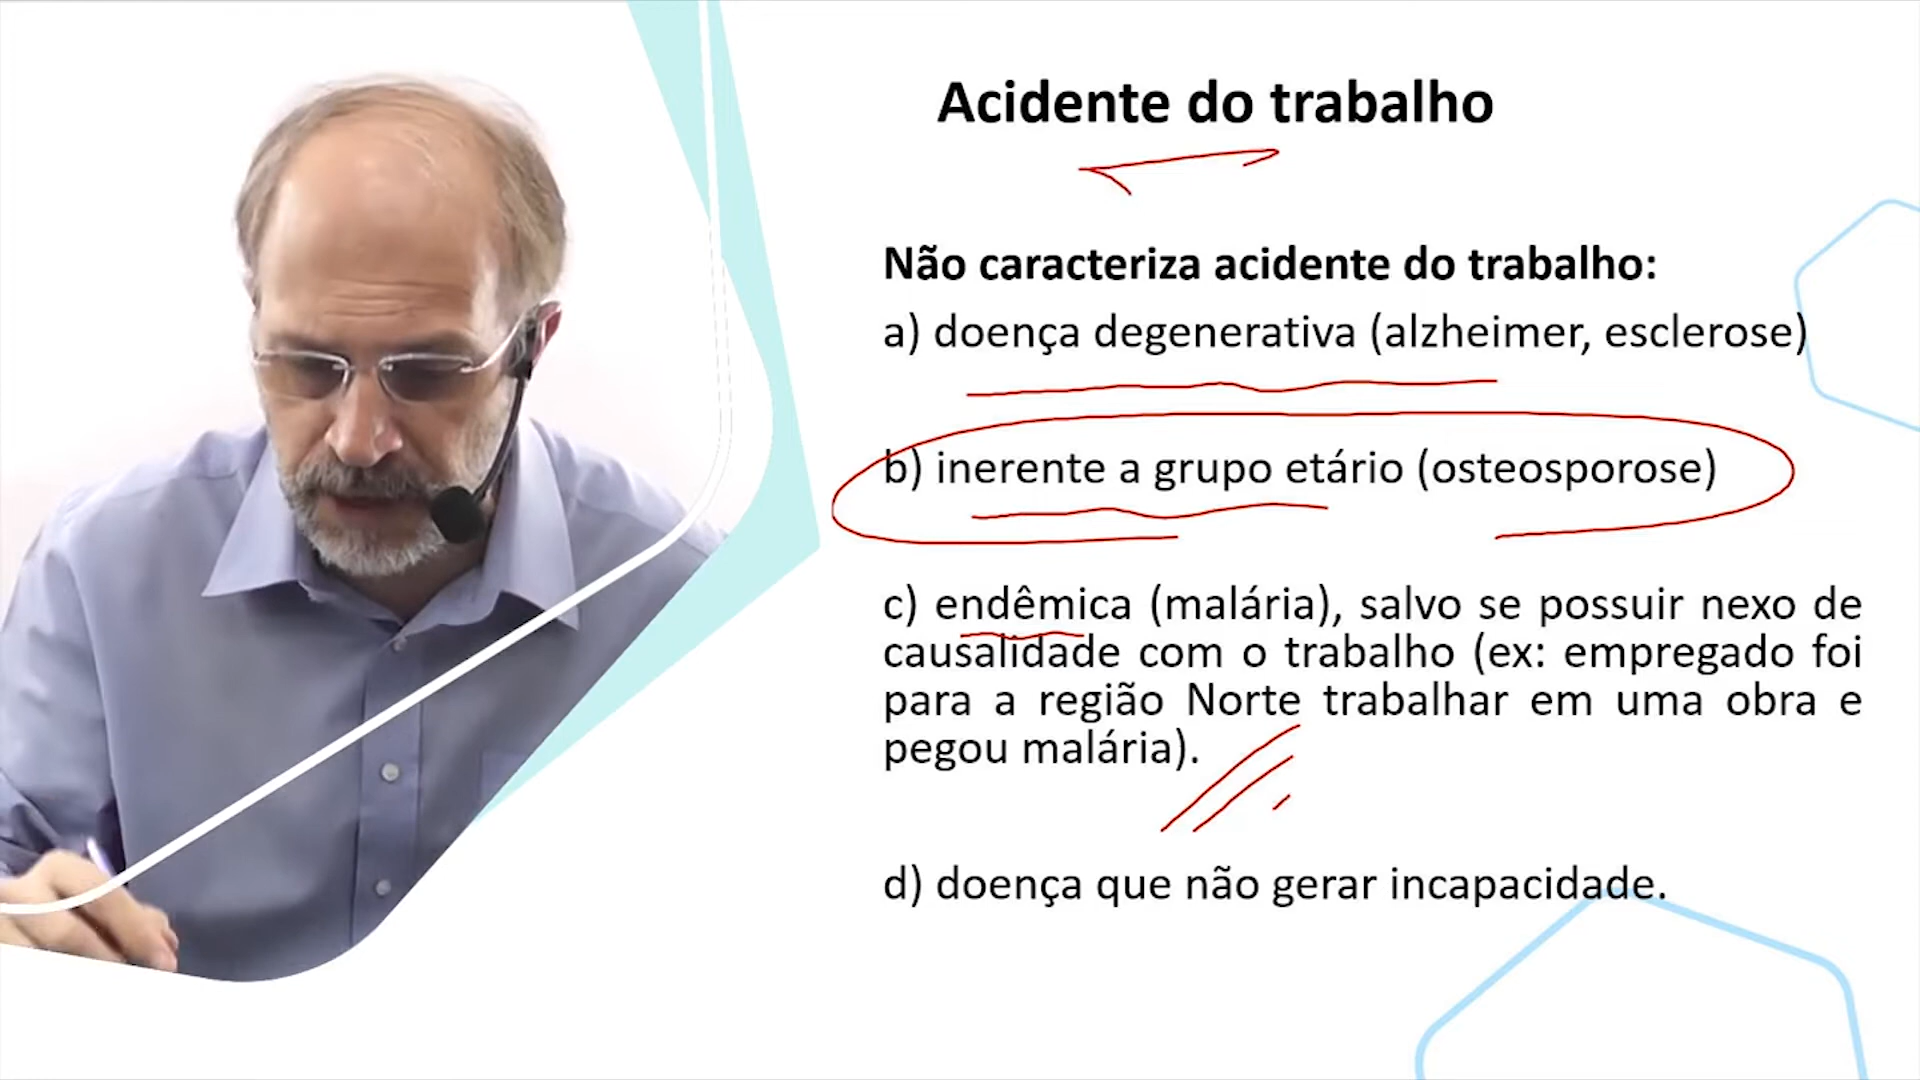 Acidente do trabalho
Não caracteriza acidente do trabalho:
a) doença degenerativa (alzheimer, esclerose)
b) inerente a grupo etário (osteosporose)
c) endêmica (malária), salvo se possuir nexo de
causalidade com o trabalho (ex: empregado foi
para a região Norte trabalhar em uma obra e
pegou malária).
d) doença que não gerar incapacidade.